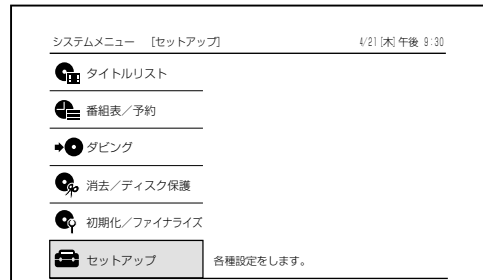 システムメニュー [セットアップ] 4/21[木]午後 9:30
タイトルリスト
番組表／予約
ダビング
消去／ディスク保護
初期化／ファイナライズ
セットアップ 各種設定をします。